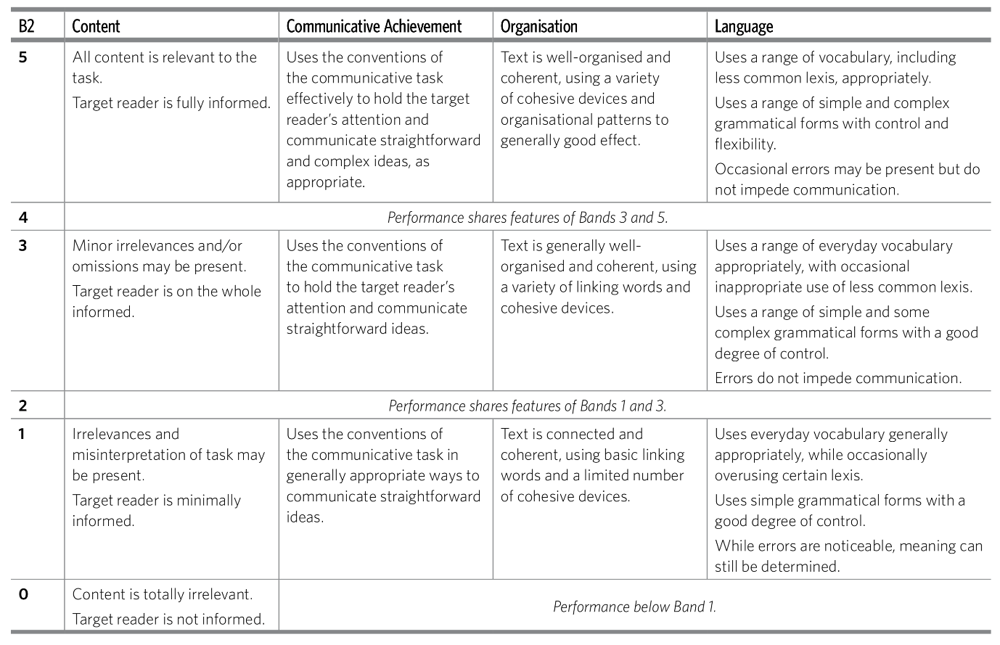 B2 Content Communicative Achievement Organisation Language
5
All content is relevant to the
task.
Target reader is fully informed.
Uses the conventions of
the communicative task
effectively to hold the target
reader's attention and
communicate straightforward
and complex ideas, as
appropriate.
Text is well-organised and
coherent, using a variety
of cohesive devices and
organisational patterns to
generally good effect.
Uses a range of vocabulary, including
less common lexis, appropriately.
Uses a range of simple and complex
grammatical forms with control and
flexibility.
Occasional errors may be present but do
not impede communication.
4
Performance shares features of Bands 3 and 5.
3
Minor irrelevances and/or
omissions may be present.
Target reader is on the whole
informed.
Uses the conventions of
the communicative task
to hold the target reader's
attention and communicate
straightforward ideas.
Text is generally well-
organised and coherent, using
a variety of linking words and
cohesive devices.
Uses a range of everyday vocabulary
appropriately, with occasional
inappropriate use of less common lexis.
Uses a range of simple and some
complex grammatical forms with a good
degree of control.
Errors do not impede communication.
2
Performance shares features of Bands 1 and 3.
1
Irrelevances and
misinterpretation of task may
be present.
Target reader is minimally
informed.
Uses the conventions of
the communicative task in
generally appropriate ways to
communicate straightforward
ideas.
Text is connected and
coherent, using basic linking
words and a limited number
of cohesive devices.
Uses everyday vocabulary generally
appropriately, while occasionally
overusing certain lexis.
Uses simple grammatical forms with a
good degree of control.
While errors are noticeable, meaning can
still be determined.
0
Content is totally irrelevant.
Target reader is not informed.
Performance below Band 1.